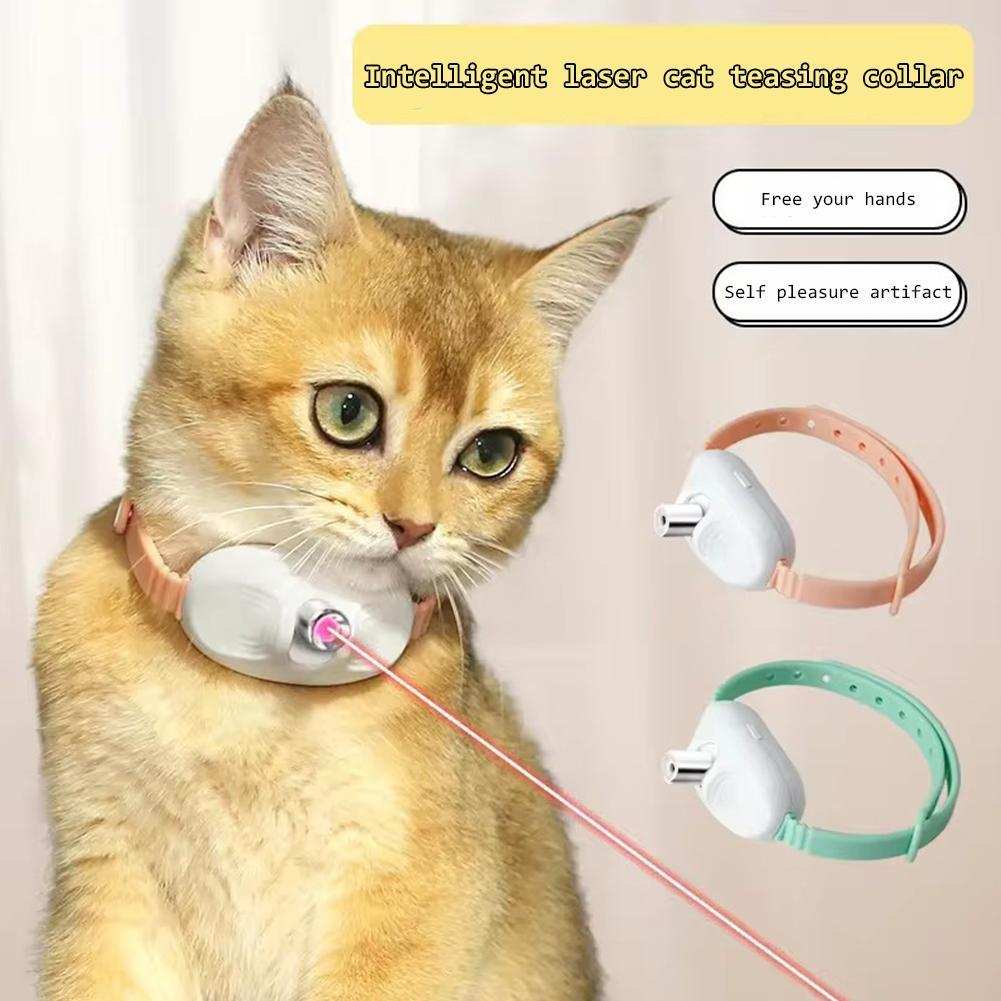 Intelligent laser cat teasing collar
Free your hands
Self pleasure artifact